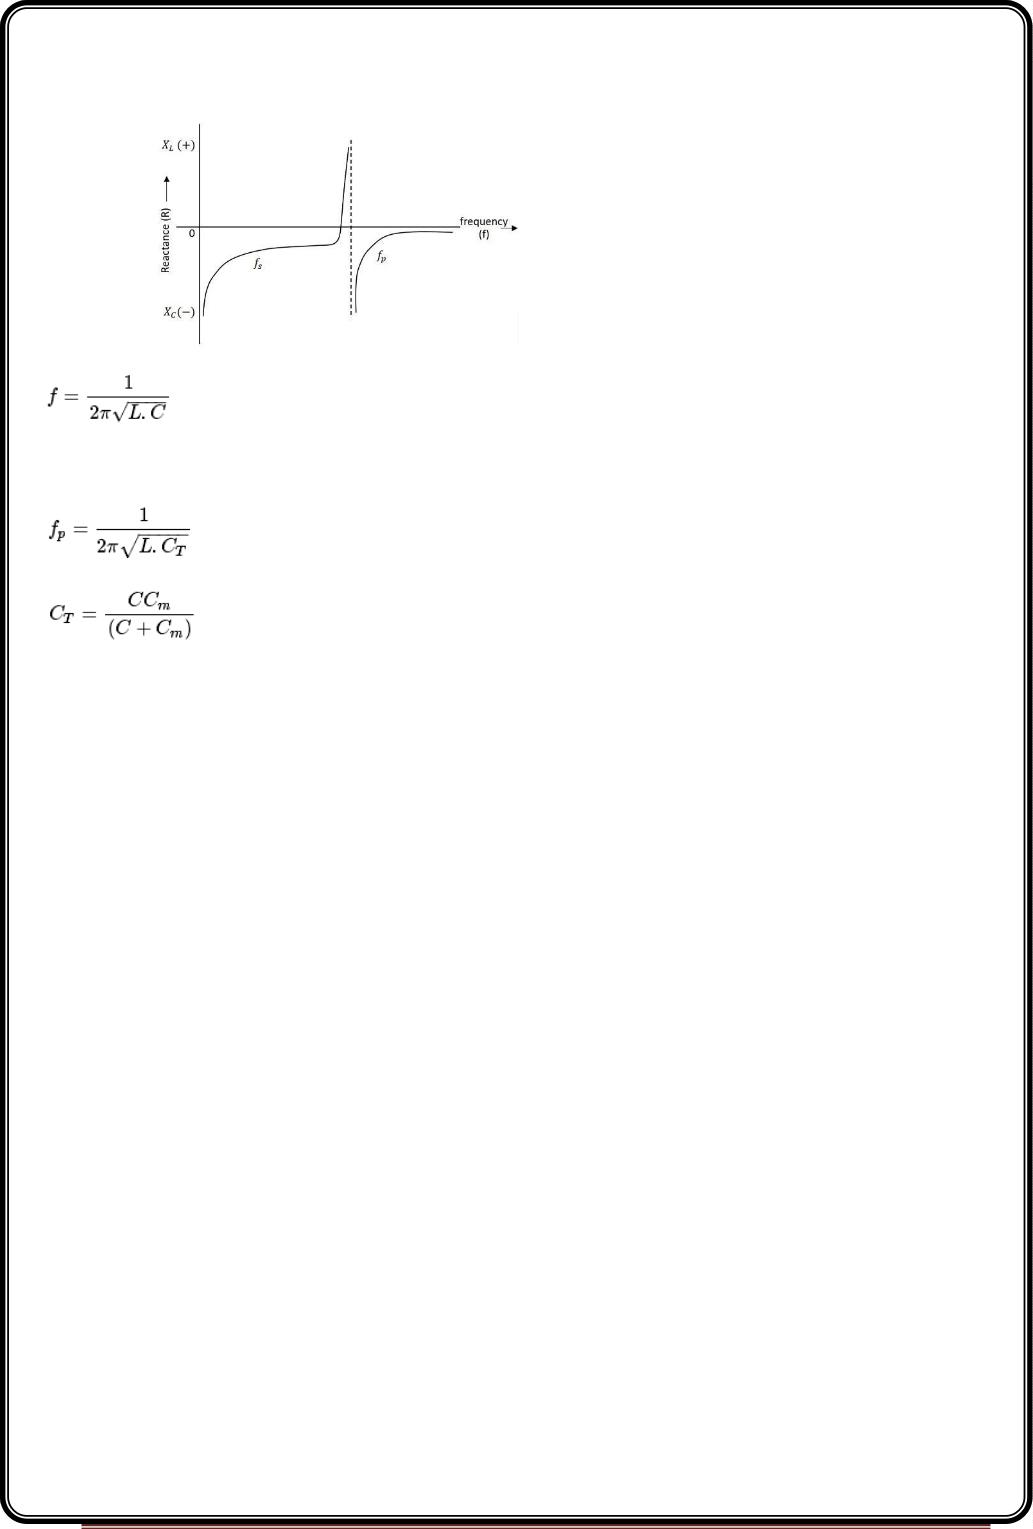 X_L (+)
Reactance (R)
0
frequency
(f)
f_s
f_p
X_C(−)
f = 1 / 2π√L.C
f_p = 1 / 2π√L.C_T
C_T = CC_m / (C + C_m)